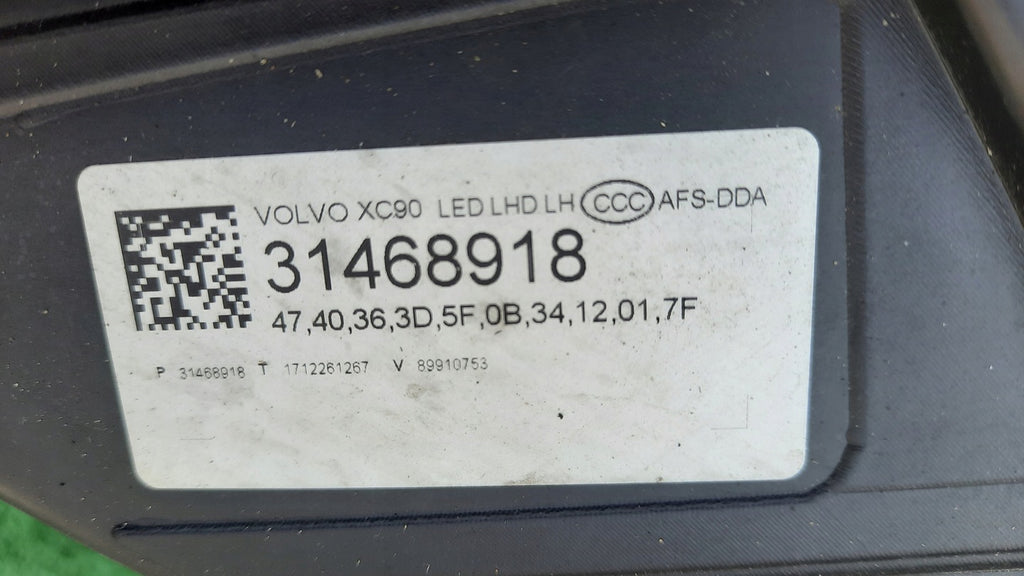 VOLVO XC90 LED LHD LH CCC AFS-DDA
31468918
47,40,36,3D,5F,0B,34,12,01,7F
P 31468918 T 1712261267 V 89910753